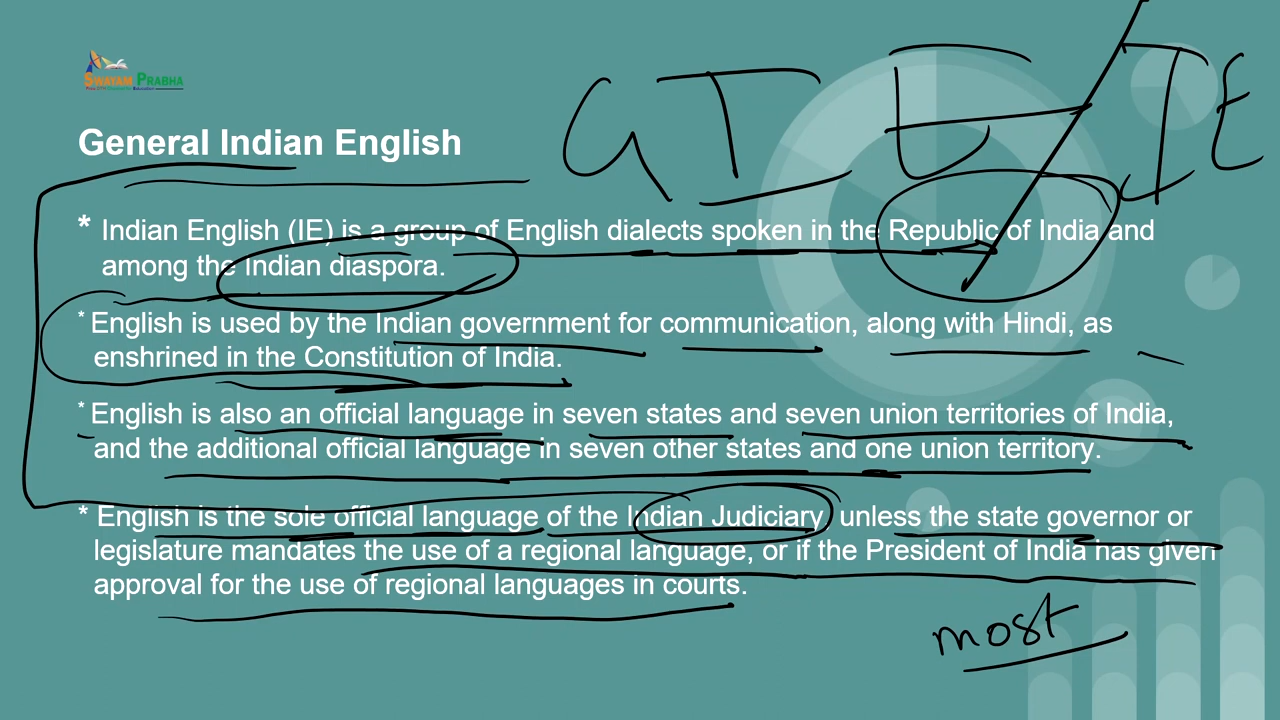 SWAYAM PRABHA
General Indian English
GIE IE
* Indian English (IE) is a group of English dialects spoken in the Republic of India and
among the Indian diaspora.
* English is used by the Indian government for communication, along with Hindi, as
enshrined in the Constitution of India.
* English is also an official language in seven states and seven union territories of India,
and the additional official language in seven other states and one union territory.
* English is the sole official language of the Indian Judiciary, unless the state governor or
legislature mandates the use of a regional language, or if the President of India has given
approval for the use of regional languages in courts.
most